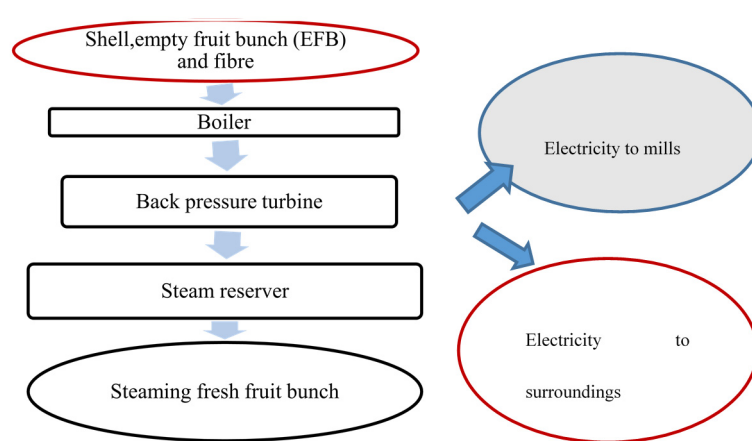 Shell,empty fruit bunch (EFB)
and fibre
Boiler
Back pressure turbine
Steam reserver
Steaming fresh fruit bunch
Electricity to mills
Electricity to
surroundings